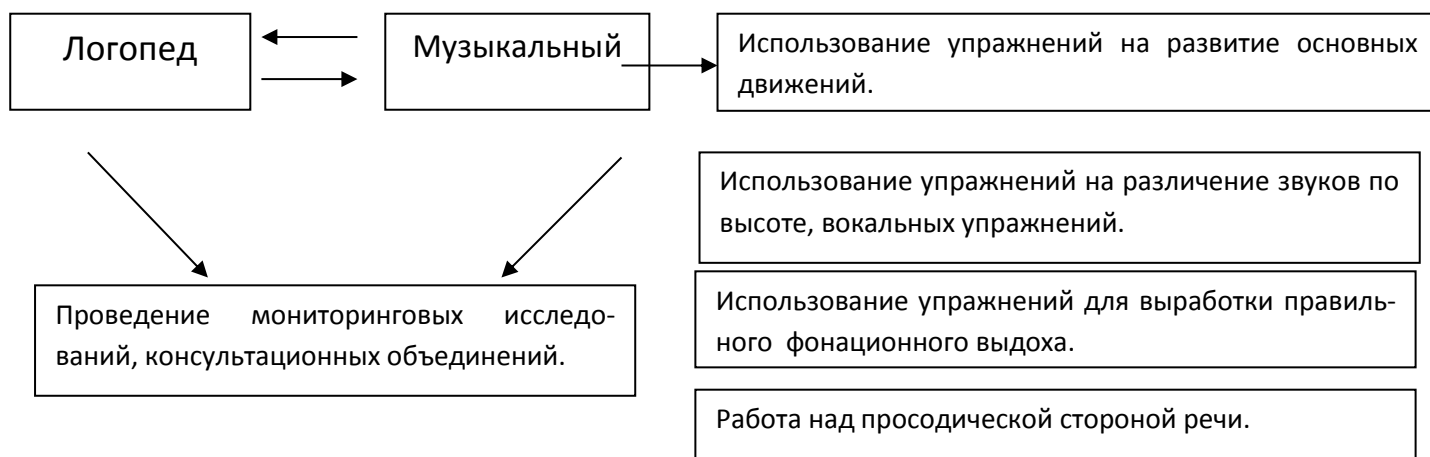 Логопед
Музыкальный
Использование упражнений на развитие основных
движений.
Использование упражнений на различение звуков по
высоте, вокальных упражнений.
Проведение мониторинговых исследо-
ваний, консультационных объединений.
Использование упражнений для выработки правиль-
ного фонационного выдоха.
Работа над просодической стороной речи.